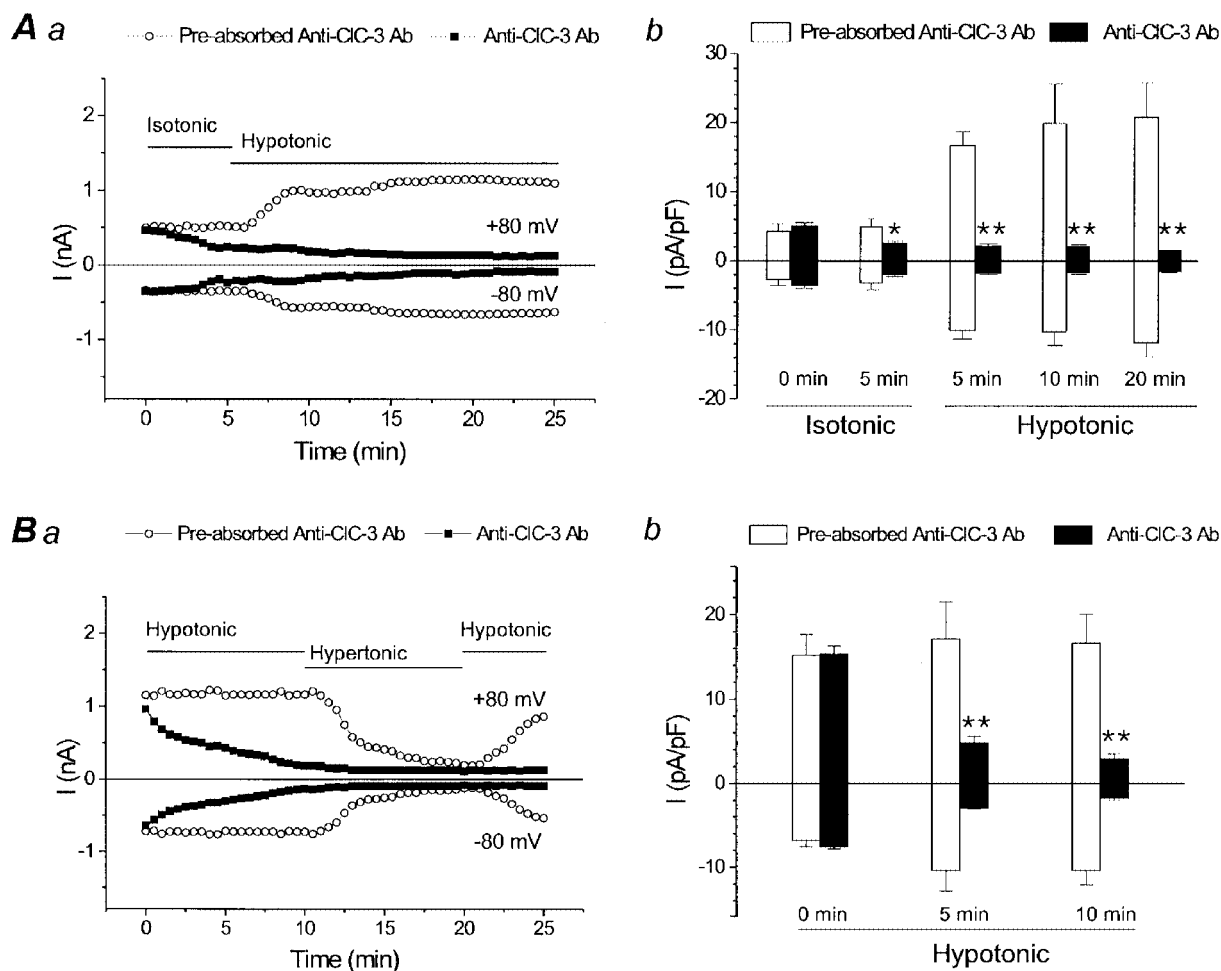 A a
Pre-absorbed Anti-ClC-3 Ab
Anti-ClC-3 Ab
I (nA)
2
1
0
-1
Isotonic
Hypotonic
+80 mV
-80 mV
0 5 10 15 20 25
Time (min)
b
Pre-absorbed Anti-ClC-3 Ab
Anti-ClC-3 Ab
I (pA/pF)
30
20
10
0
-10
-20
* ** ** **
0 min 5 min 5 min 10 min 20 min
Isotonic Hypotonic
B a
Pre-absorbed Anti-ClC-3 Ab
Anti-ClC-3 Ab
I (nA)
2
1
0
-1
Hypotonic Hypertonic Hypotonic
+80 mV
-80 mV
0 5 10 15 20 25
Time (min)
b
Pre-absorbed Anti-ClC-3 Ab
Anti-ClC-3 Ab
I (pA/pF)
20
10
0
-10
** **
0 min 5 min 10 min
Hypotonic